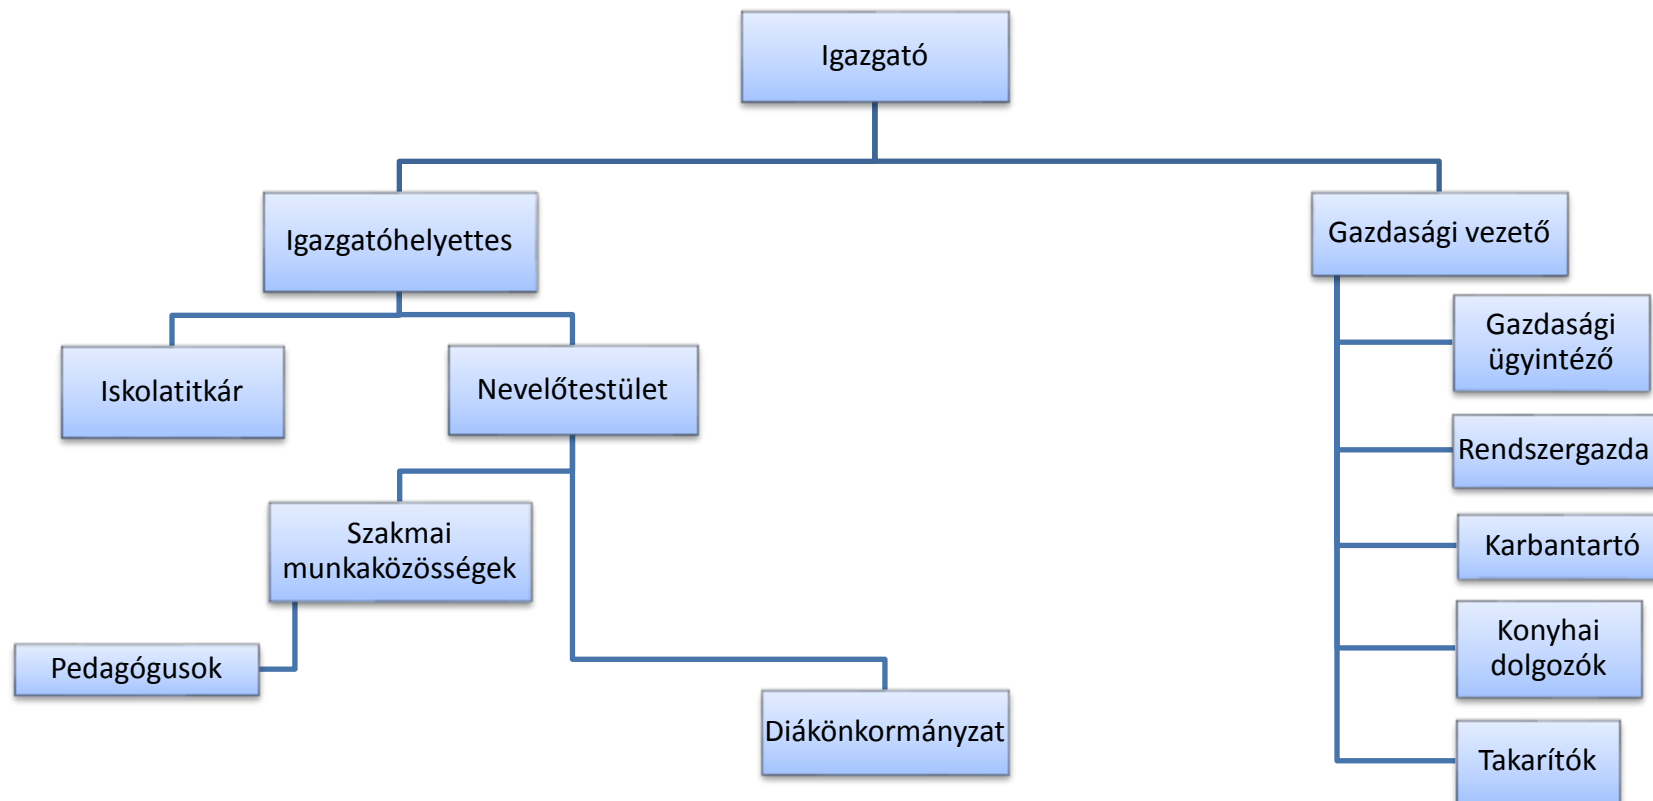 Igazgató
Igazgatóhelyettes
Gazdasági vezető
Iskolatitkár
Nevelőtestület
Szakmai
munkaközösségek
Pedagógusok
Diákönkormányzat
Gazdasági
ügyintéző
Rendszergazda
Karbantartó
Konyhai
dolgozók
Takarítók